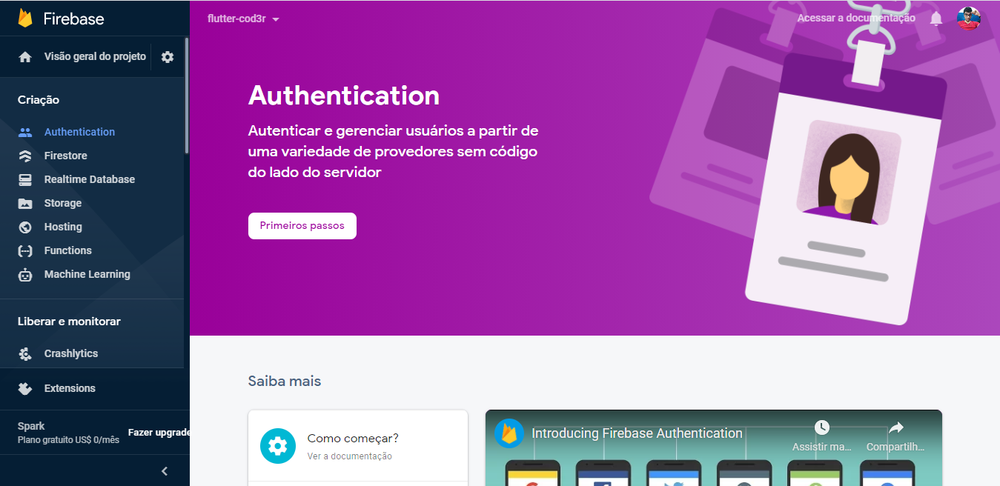 Firebase
flutter-cod3r
Acessar a documentação
Visão geral do projeto
Criação
Authentication
Firestore
Realtime Database
Storage
Hosting
Functions
Machine Learning
Liberar e monitorar
Crashlytics
Extensions
Spark
Plano gratuito US$ 0/mês
Fazer upgrade
Authentication
Autenticar e gerenciar usuários a partir de
uma variedade de provedores sem código
do lado do servidor
Primeiros passos
Saiba mais
Como começar?
Ver a documentação
Introducing Firebase Authentication
Assistir ma...
Compartilh...